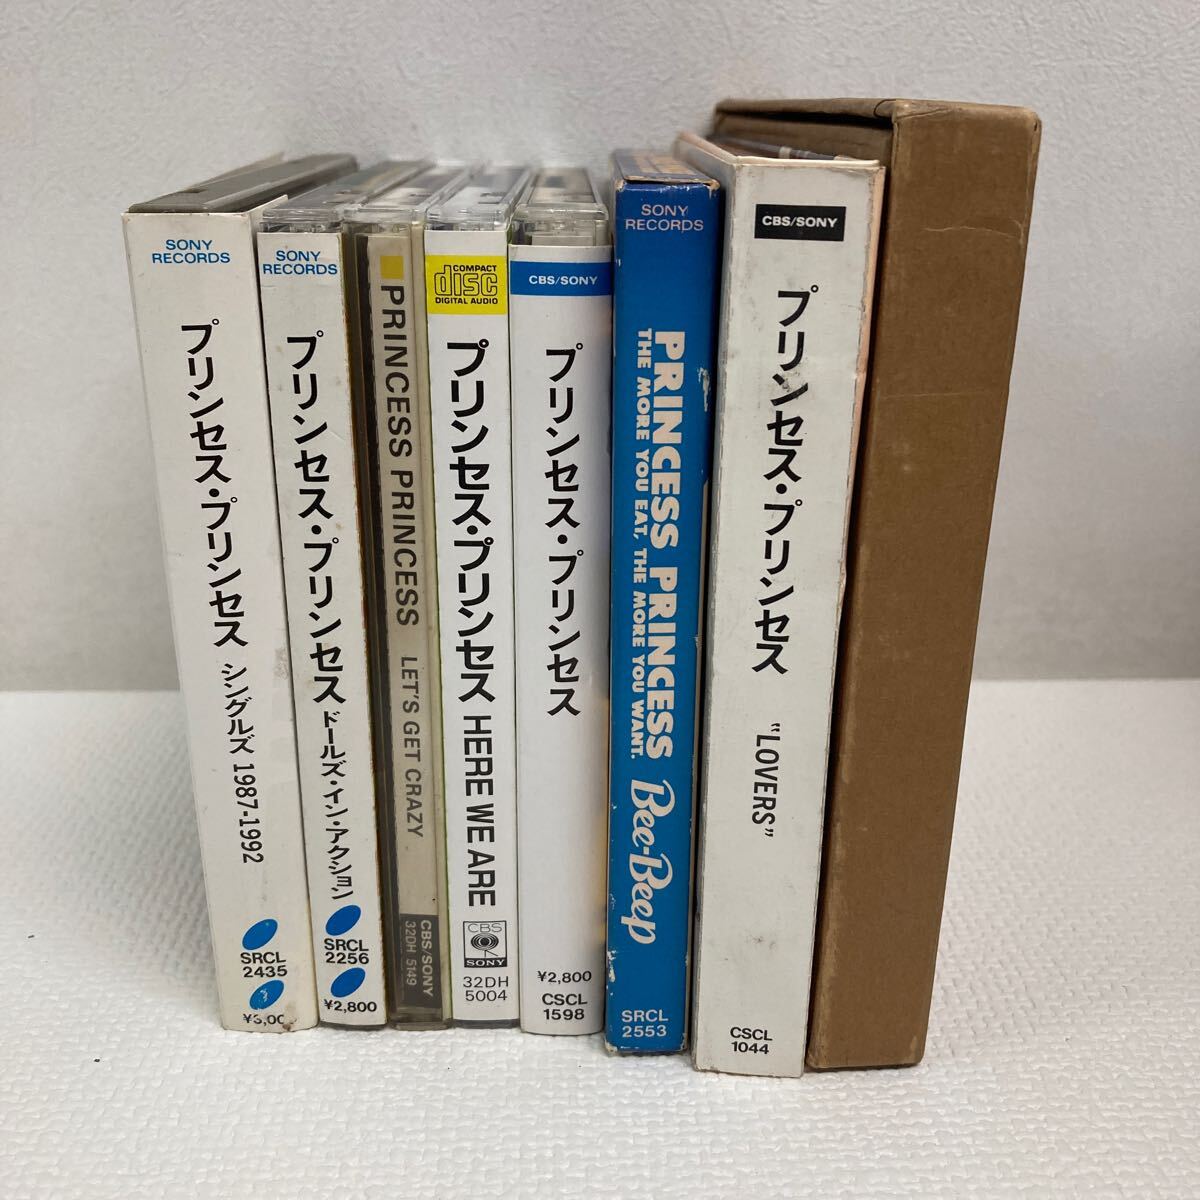 SONY
RECORDS
プリンセス・プリンセス シングルズ 1987-1992
SRCL
2435
SONY
RECORDS
プリンセス・プリンセス ドールズ・イン・アクション
SRCL
2256
¥2,800
PRINCESS PRINCESS LET'S GET CRAZY
CBS/SONY
32DH 5149
COMPACT
disc
DIGITAL AUDIO
プリンセス・プリンセス HERE WE ARE
CBS
SONY
32DH
5004
CBS/SONY
プリンセス・プリンセス
¥2,800
CSCL
1598
SONY
RECORDS
PRINCESS PRINCESS
THE MORE YOU EAT, THE MORE YOU WANT.
Bee-Beep
SRCL
2553
CBS/SONY
プリンセス・プリンセス "LOVERS"
CSCL
1044